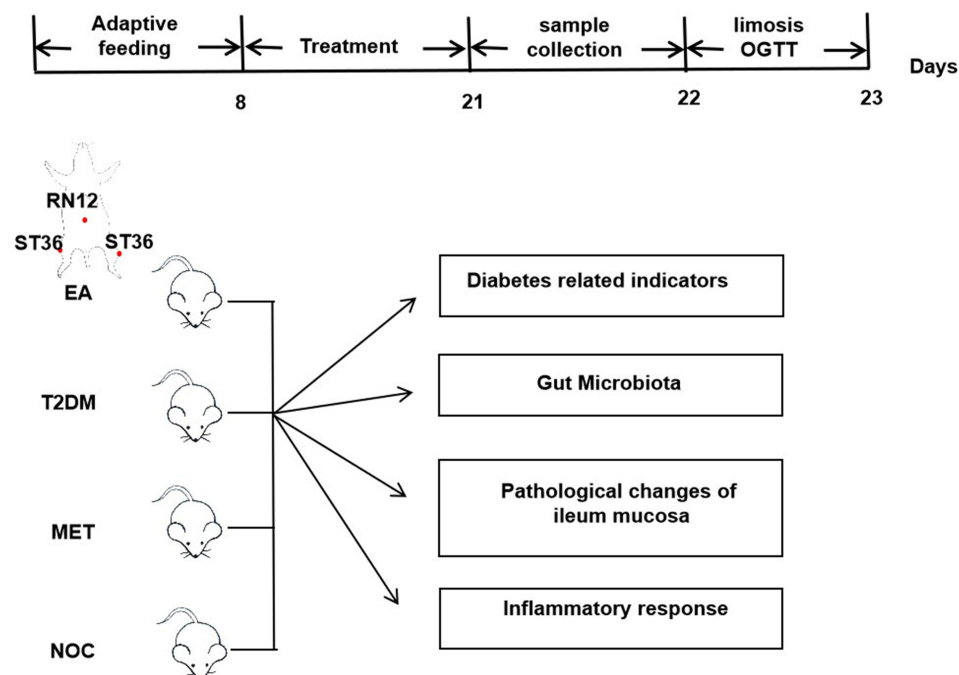 Adaptive
feeding
Treatment
sample
collection
limosis
OGTT
Days
8
21
22
23
RN12
ST36
ST36
EA
T2DM
MET
NOC
Diabetes related indicators
Gut Microbiota
Pathological changes of
ileum mucosa
Inflammatory response